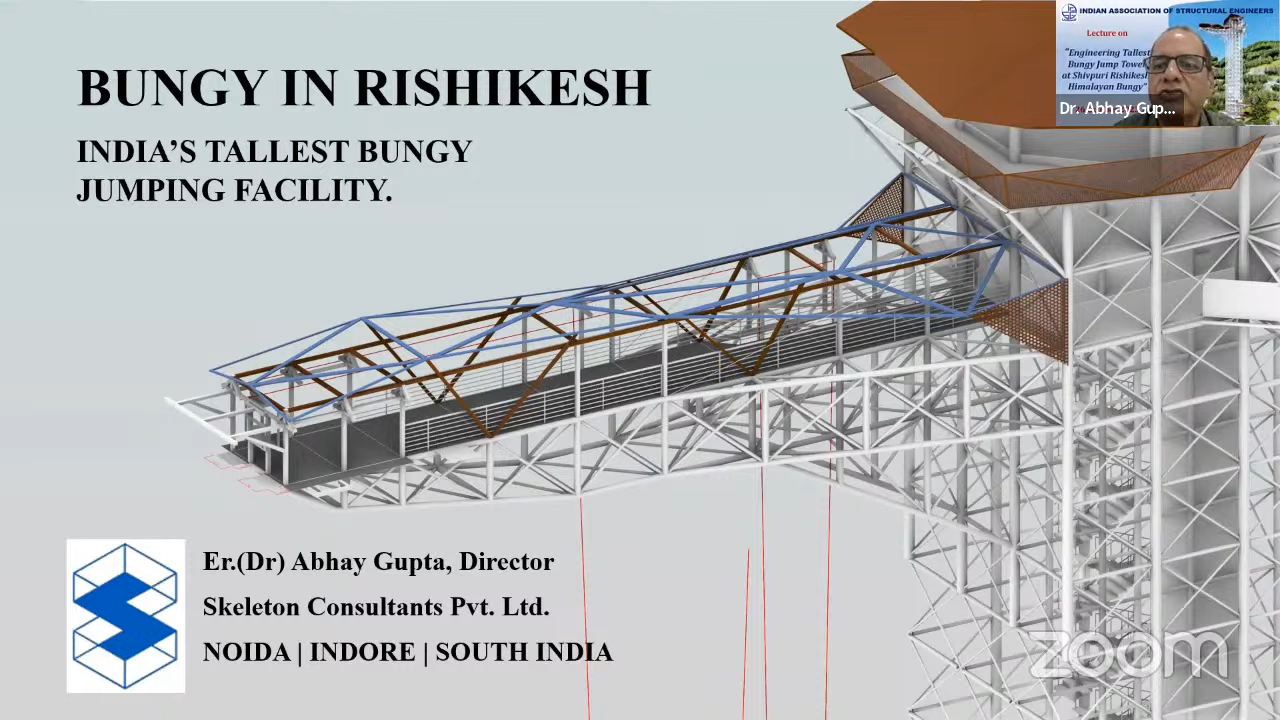 BUNGY IN RISHIKESH
INDIA’S TALLEST BUNGY
JUMPING FACILITY.
Er.(Dr) Abhay Gupta, Director
Skeleton Consultants Pvt. Ltd.
NOIDA | INDORE | SOUTH INDIA
INDIAN ASSOCIATION OF STRUCTURAL ENGINEERS
Lecture on
“Engineering Tallest
Bungy Jump Tower
at Shivpuri Rishikesh
Himalayan Bungy”
Dr. Abhay Gup...
zoom